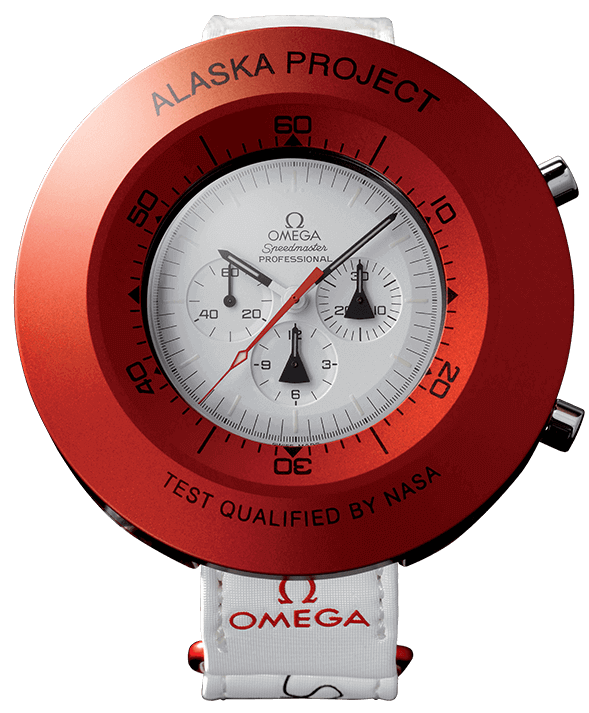 ALASKA PROJECT
60
50
10
Ω
OMEGA
Speedmaster
PROFESSIONAL
60
30
40 20
20 10
12
9 3
6
40
20
30
TEST QUALIFIED BY NASA
Ω
OMEGA
S